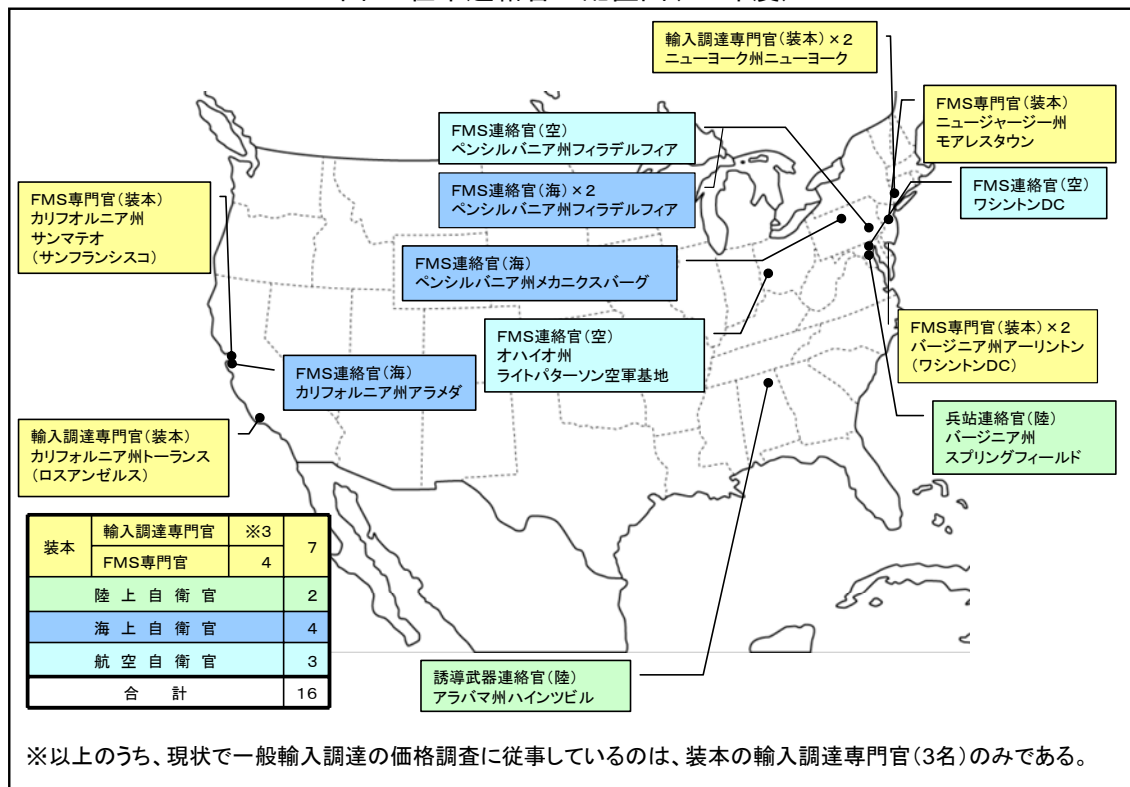 輸入調達専門官(装本)×2
ニューヨーク州ニューヨーク
FMS専門官(装本)
ニュージャージー州
モアレスタウン
FMS連絡官(空)
ペンシルバニア州フィラデルフィア
FMS連絡官(空)
ワシントンDC
FMS連絡官(海)×2
ペンシルバニア州フィラデルフィア
FMS専門官(装本)
カリフオルニア州
サンマテオ
(サンフランシスコ)
FMS連絡官(海)
ペンシルバニア州メカニクスバーグ
FMS連絡官(空)
オハイオ州
ライトパターソン空軍基地
FMS専門官(装本)×2
バージニア州アーリントン
(ワシントンDC)
FMS連絡官(海)
カリフォルニア州アラメダ
兵站連絡官(陸)
バージニア州
スプリングフィールド
輸入調達専門官(装本)
カリフォルニア州トーランス
(ロスアンゼルス)
装本 輸入調達専門官 ※3 7
FMS専門官 4
陸上自衛官 2
海上自衛官 4
航空自衛官 3
合計 16
誘導武器連絡官(陸)
アラバマ州ハインツビル
※以上のうち、現状で一般輸入調達の価格調査に従事しているのは、装本の輸入調達専門官(3名)のみである。